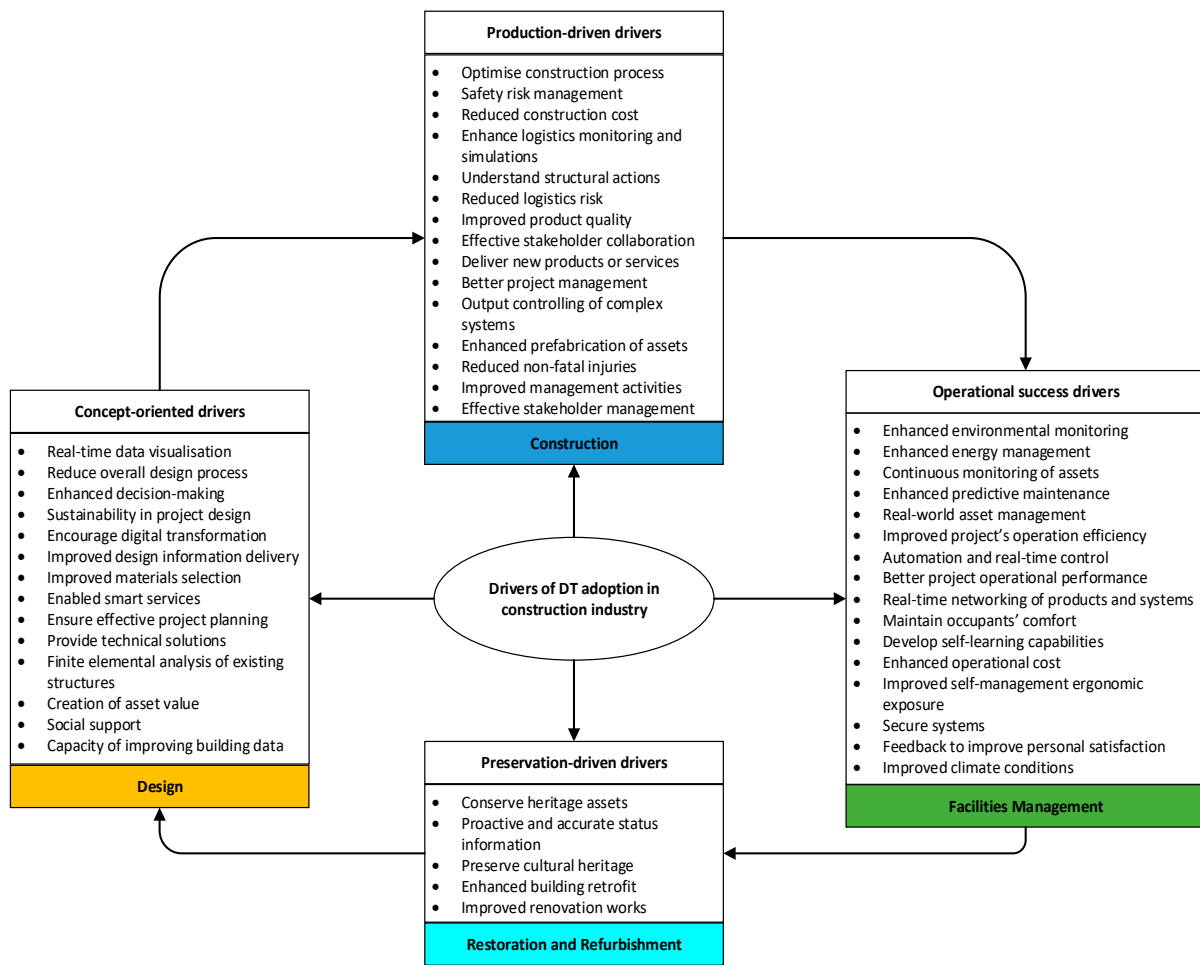 Production-driven drivers
• Optimise construction process
• Safety risk management
• Reduced construction cost
• Enhance logistics monitoring and
simulations
• Understand structural actions
• Reduced logistics risk
• Improved product quality
• Effective stakeholder collaboration
• Deliver new products or services
• Better project management
• Output controlling of complex
systems
• Enhanced prefabrication of assets
• Reduced non-fatal injuries
• Improved management activities
• Effective stakeholder management
Construction
Concept-oriented drivers
• Real-time data visualisation
• Reduce overall design process
• Enhanced decision-making
• Sustainability in project design
• Encourage digital transformation
• Improved design information delivery
• Improved materials selection
• Enabled smart services
• Ensure effective project planning
• Provide technical solutions
• Finite elemental analysis of existing
structures
• Creation of asset value
• Social support
• Capacity of improving building data
Design
Drivers of DT adoption in
construction industry
Operational success drivers
• Enhanced environmental monitoring
• Enhanced energy management
• Continuous monitoring of assets
• Enhanced predictive maintenance
• Real-world asset management
• Improved project's operation efficiency
• Automation and real-time control
• Better project operational performance
• Real-time networking of products and systems
• Maintain occupants' comfort
• Develop self-learning capabilities
• Enhanced operational cost
• Improved self-management ergonomic
exposure
• Secure systems
• Feedback to improve personal satisfaction
• Improved climate conditions
Facilities Management
Preservation-driven drivers
• Conserve heritage assets
• Proactive and accurate status
information
• Preserve cultural heritage
• Enhanced building retrofit
• Improved renovation works
Restoration and Refurbishment